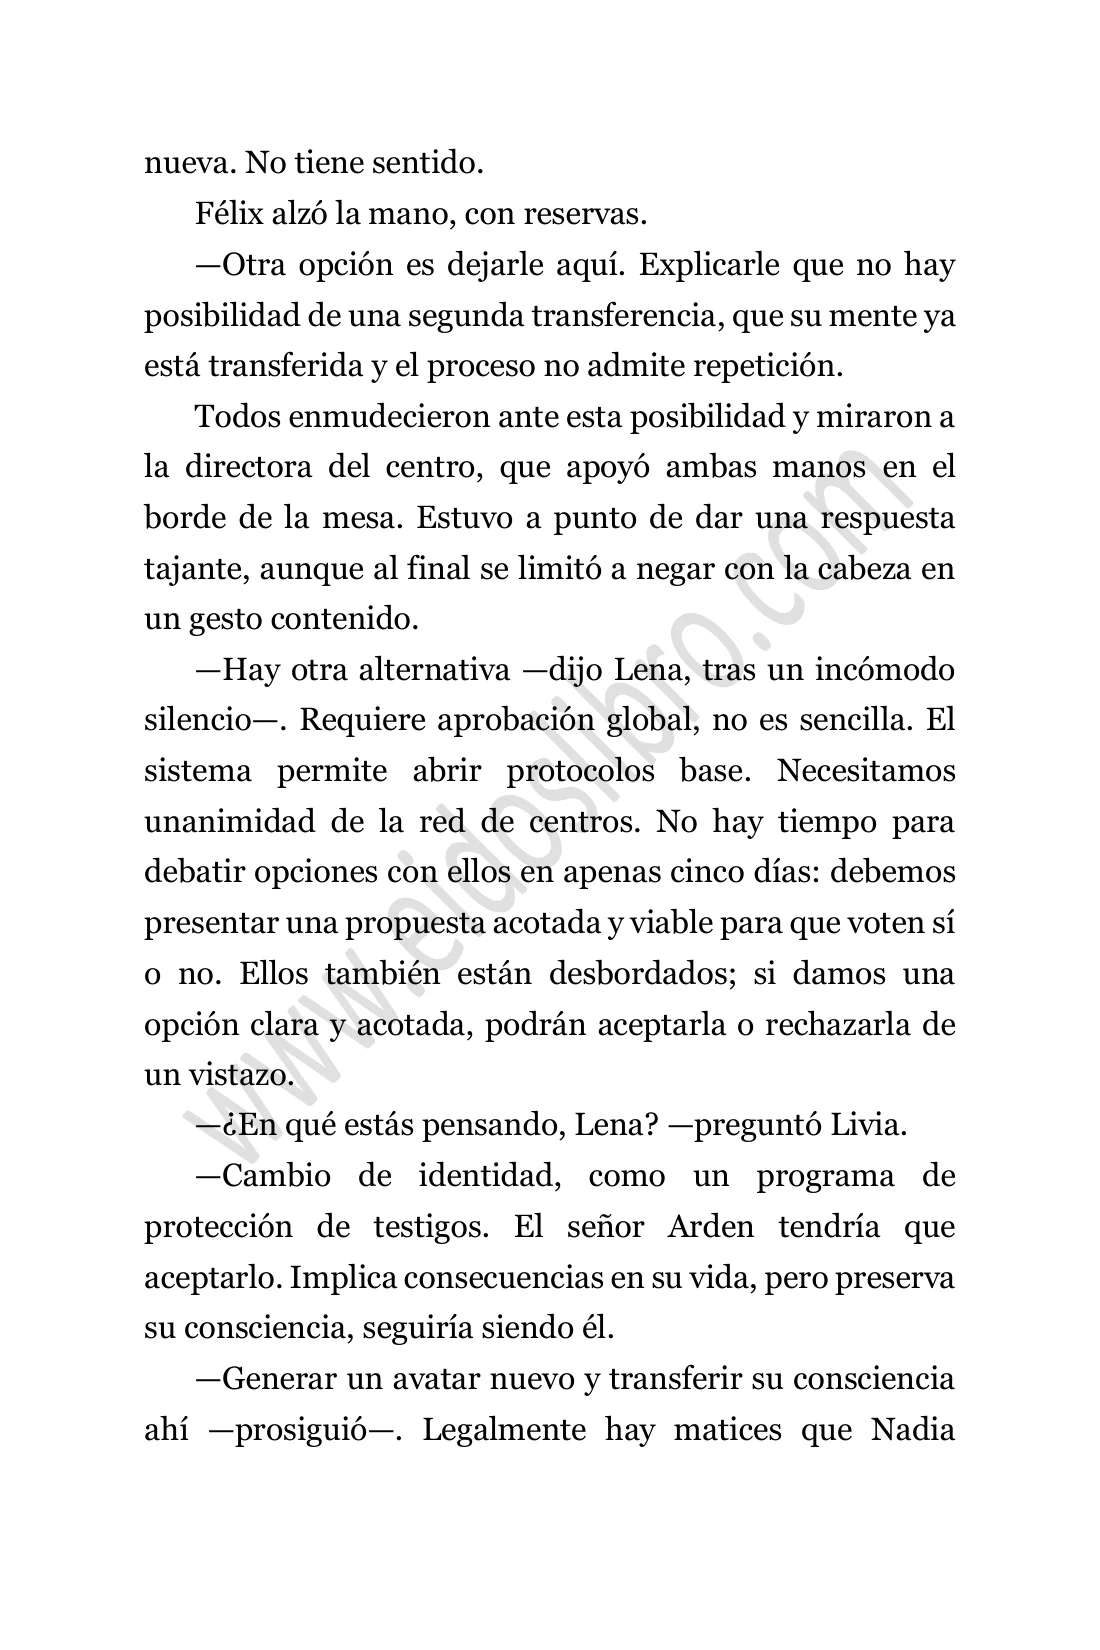 nueva. No tiene sentido.
Félix alzó la mano, con reservas.
—Otra opción es dejarle aquí. Explicarle que no hay
posibilidad de una segunda transferencia, que su mente ya
está transferida y el proceso no admite repetición.
Todos enmudecieron ante esta posibilidad y miraron a
la directora del centro, que apoyó ambas manos en el
borde de la mesa. Estuvo a punto de dar una respuesta
tajante, aunque al final se limitó a negar con la cabeza en
un gesto contenido.
—Hay otra alternativa —dijo Lena, tras un incómodo
silencio—. Requiere aprobación global, no es sencilla. El
sistema permite abrir protocolos base. Necesitamos
unanimidad de la red de centros. No hay tiempo para
debatir opciones con ellos en apenas cinco días: debemos
presentar una propuesta acotada y viable para que voten sí
o no. Ellos también están desbordados; si damos una
opción clara y acotada, podrán aceptarla o rechazarla de
un vistazo.
—¿En qué estás pensando, Lena? —preguntó Livia.
—Cambio de identidad, como un programa de
protección de testigos. El señor Arden tendría que
aceptarlo. Implica consecuencias en su vida, pero preserva
su consciencia, seguiría siendo él.
—Generar un avatar nuevo y transferir su consciencia
ahí —prosiguió—. Legalmente hay matices que Nadia
www.eidoslibro.com